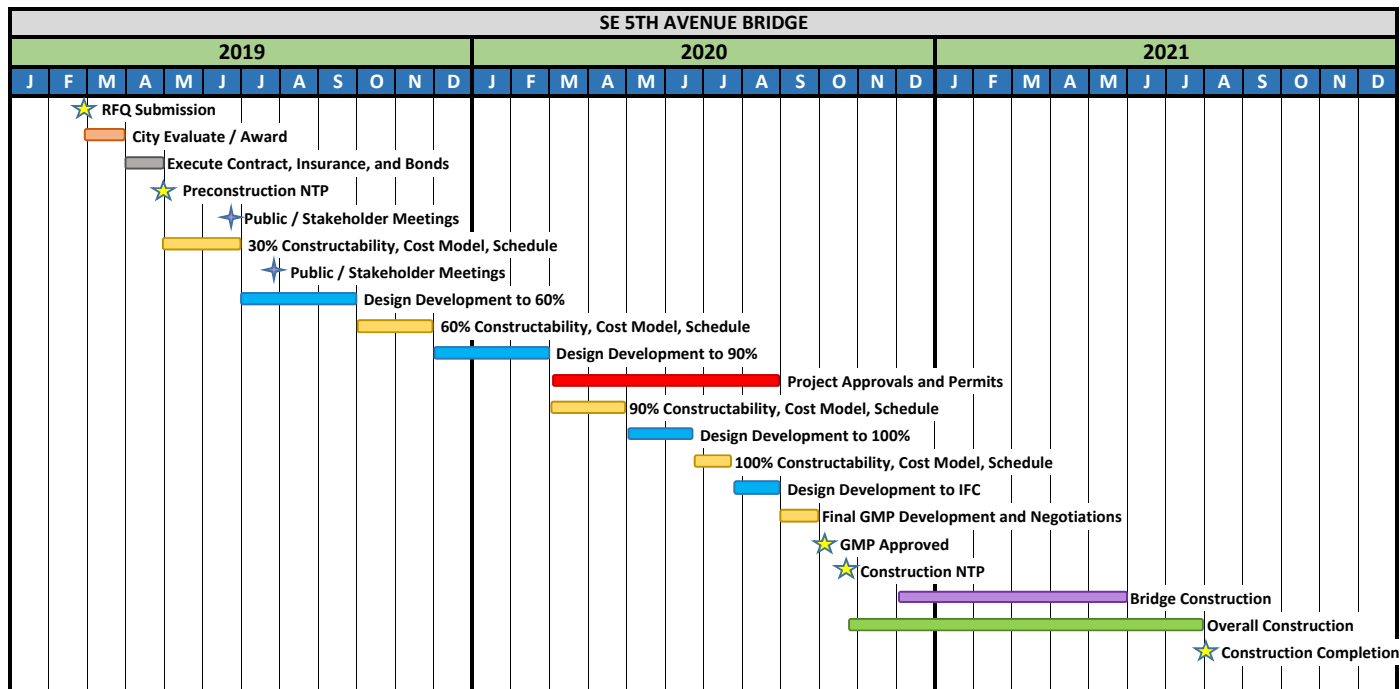 SE 5TH AVENUE BRIDGE
2019 2020 2021
J F M A M J J A S O N D J F M A M J J A S O N D J F M A M J J A S O N D
RFQ Submission
City Evaluate / Award
Execute Contract, Insurance, and Bonds
Preconstruction NTP
Public / Stakeholder Meetings
30% Constructability, Cost Model, Schedule
Public / Stakeholder Meetings
Design Development to 60%
60% Constructability, Cost Model, Schedule
Design Development to 90%
Project Approvals and Permits
90% Constructability, Cost Model, Schedule
Design Development to 100%
100% Constructability, Cost Model, Schedule
Design Development to IFC
Final GMP Development and Negotiations
GMP Approved
Construction NTP
Bridge Construction
Overall Construction
Construction Completion